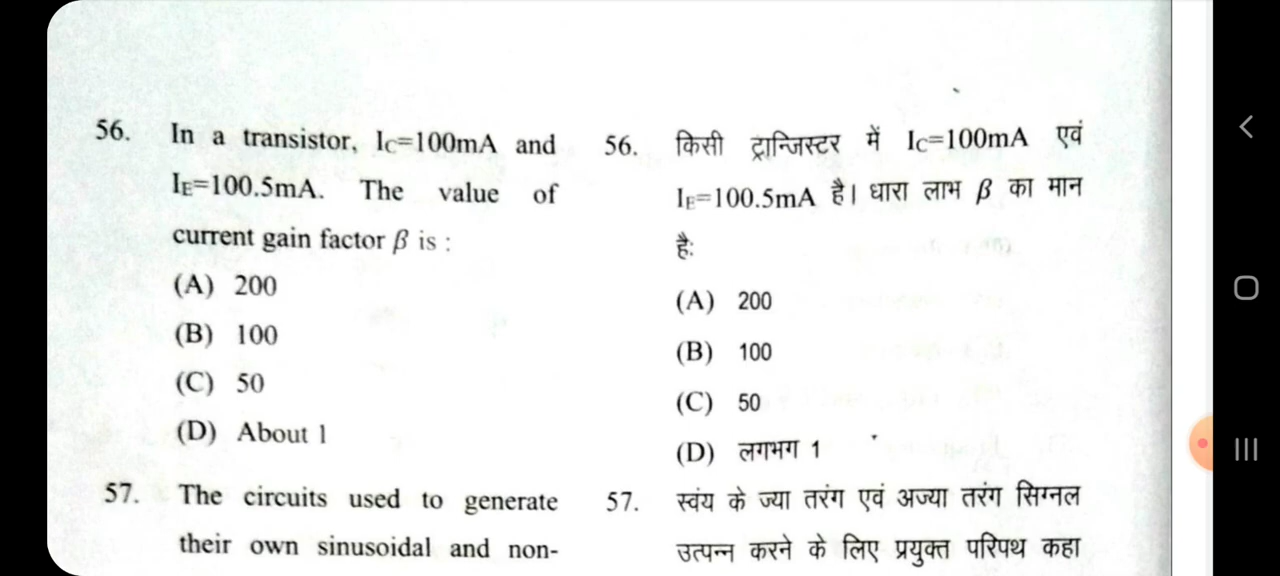 56. In a transistor, IC=100mA and
IE=100.5mA. The value of
current gain factor β is :
(A) 200
(B) 100
(C) 50
(D) About 1
57. The circuits used to generate
their own sinusoidal and non-
56. किसी ट्रान्जिस्टर में IC=100mA एवं
IE=100.5mA है। धारा लाभ β का मान
है:
(A) 200
(B) 100
(C) 50
(D) लगभग 1
57. स्वंय के ज्या तरंग एवं अज्या तरंग सिग्नल
उत्पन्न करने के लिए प्रयुक्त परिपथ कहा